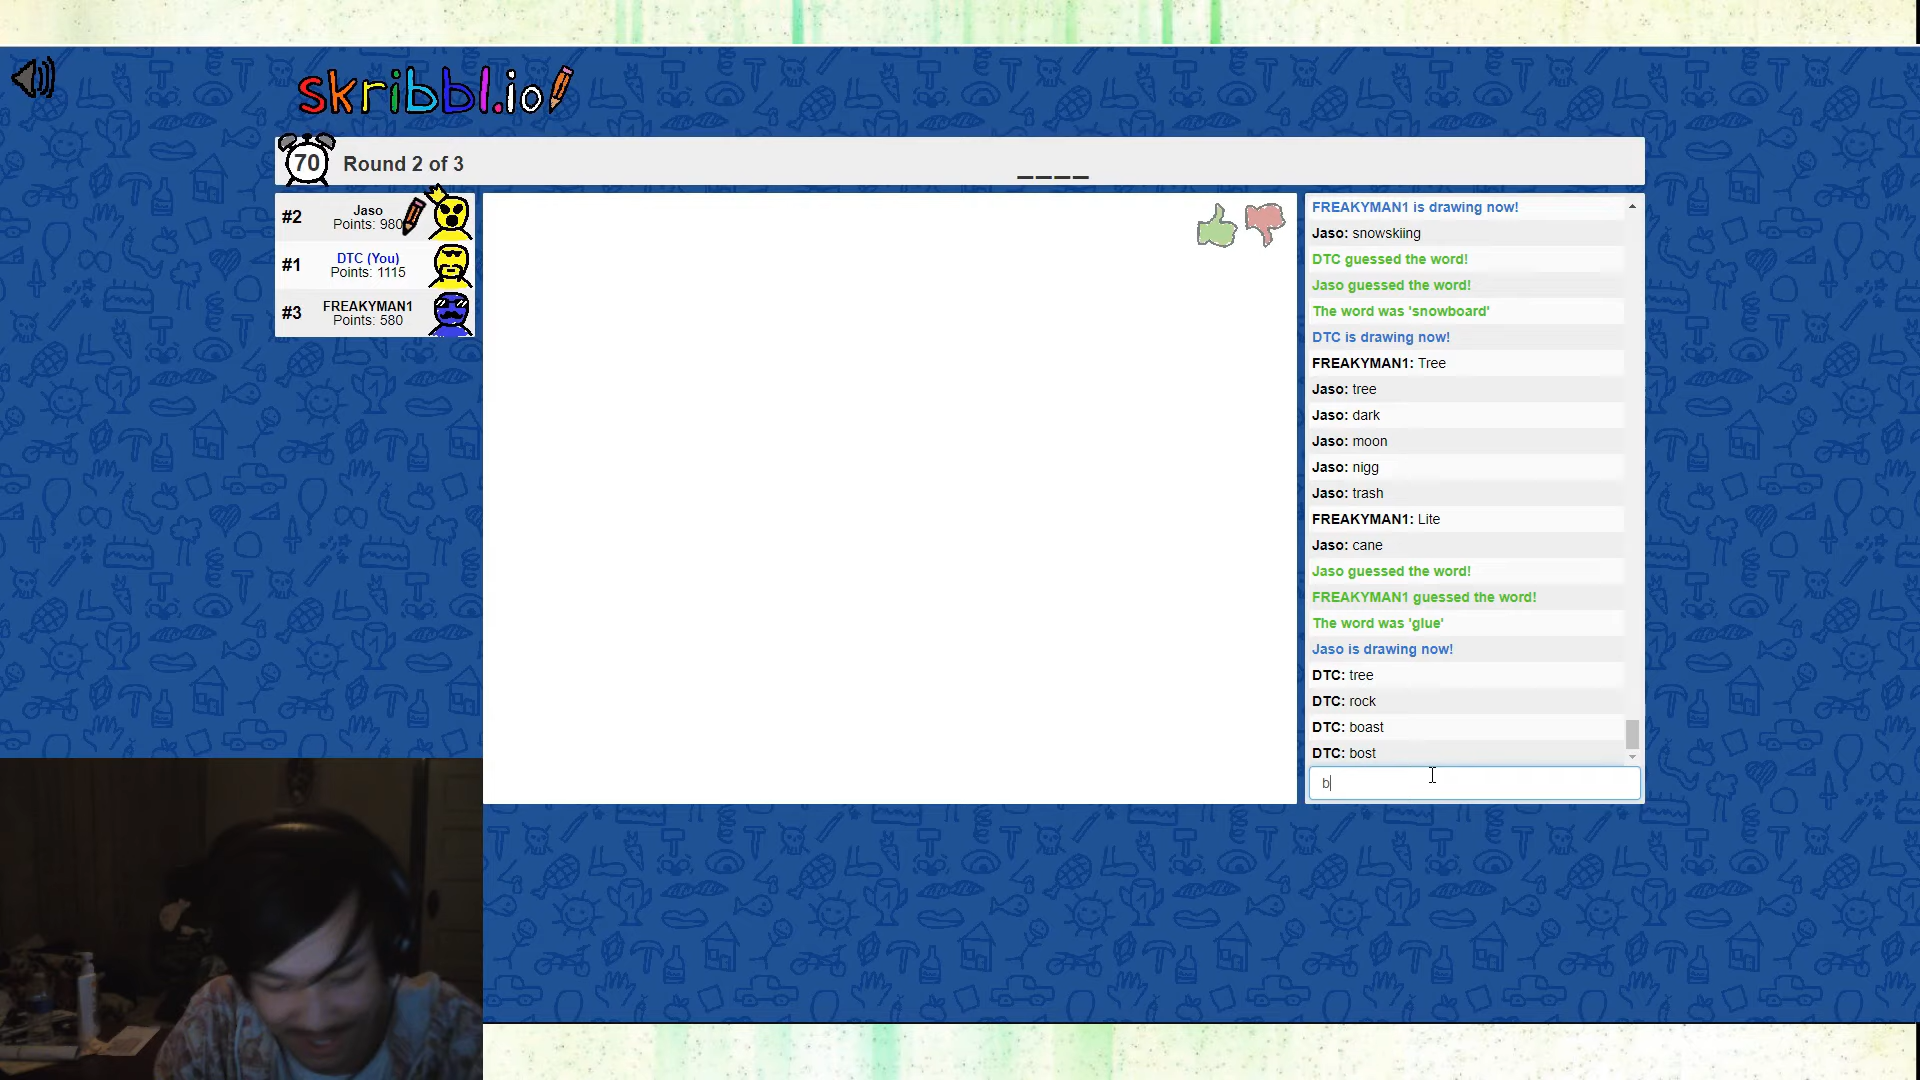 skribbl.io
70
Round 2 of 3
____
#2
Jaso
Points: 980
#1
DTC (You)
Points: 1115
#3
FREAKYMAN1
Points: 580
FREAKYMAN1 is drawing now!
Jaso: snowskiing
DTC guessed the word!
Jaso guessed the word!
The word was 'snowboard'
DTC is drawing now!
FREAKYMAN1: Tree
Jaso: tree
Jaso: dark
Jaso: moon
Jaso: nigg
Jaso: trash
FREAKYMAN1: Lite
Jaso: cane
Jaso guessed the word!
FREAKYMAN1 guessed the word!
The word was 'glue'
Jaso is drawing now!
DTC: tree
DTC: rock
DTC: boast
DTC: bost
b